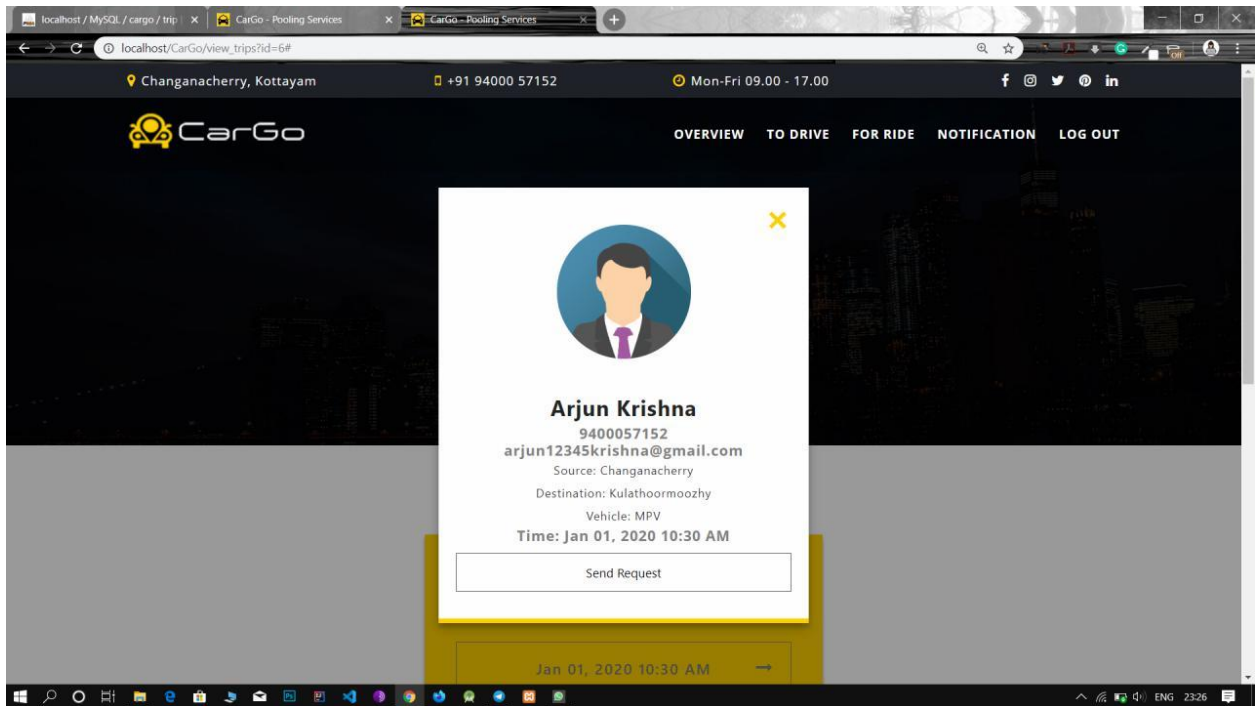 localhost / MySQL / cargo / trip
CarGo - Pooling Services
CarGo - Pooling Services
localhost/CarGo/view_trips?id=6#
Changanacherry, Kottayam
+91 94000 57152
Mon-Fri 09.00 - 17.00
CarGo
OVERVIEW TO DRIVE FOR RIDE NOTIFICATION LOG OUT
Arjun Krishna
9400057152
arjun12345krishna@gmail.com
Source: Changanacherry
Destination: Kulathoormoozhy
Vehicle: MPV
Time: Jan 01, 2020 10:30 AM
Send Request
Jan 01, 2020 10:30 AM
ENG 23:26